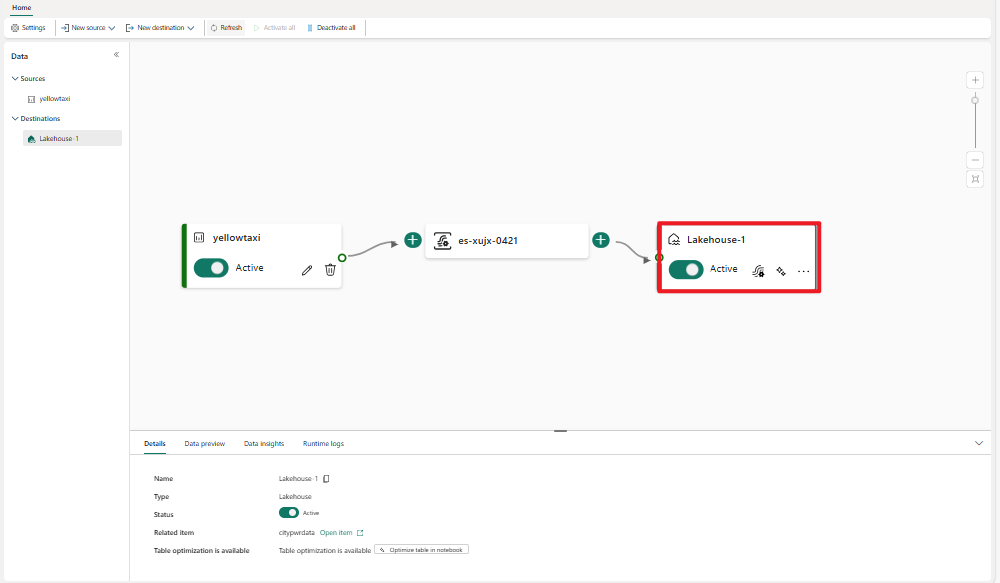 Home
Settings New source New destination Refresh Activate all Deactivate all
Data
Sources
yellowtaxi
Destinations
Lakehouse-1
yellowtaxi
Active
es-xujx-0421
Lakehouse-1
Active
Details Data preview Data insights Runtime logs
Name Lakehouse-1
Type Lakehouse
Status Active
Related item citypwrdata Open item
Table optimization is available Table optimization is available Optimize table in notebook